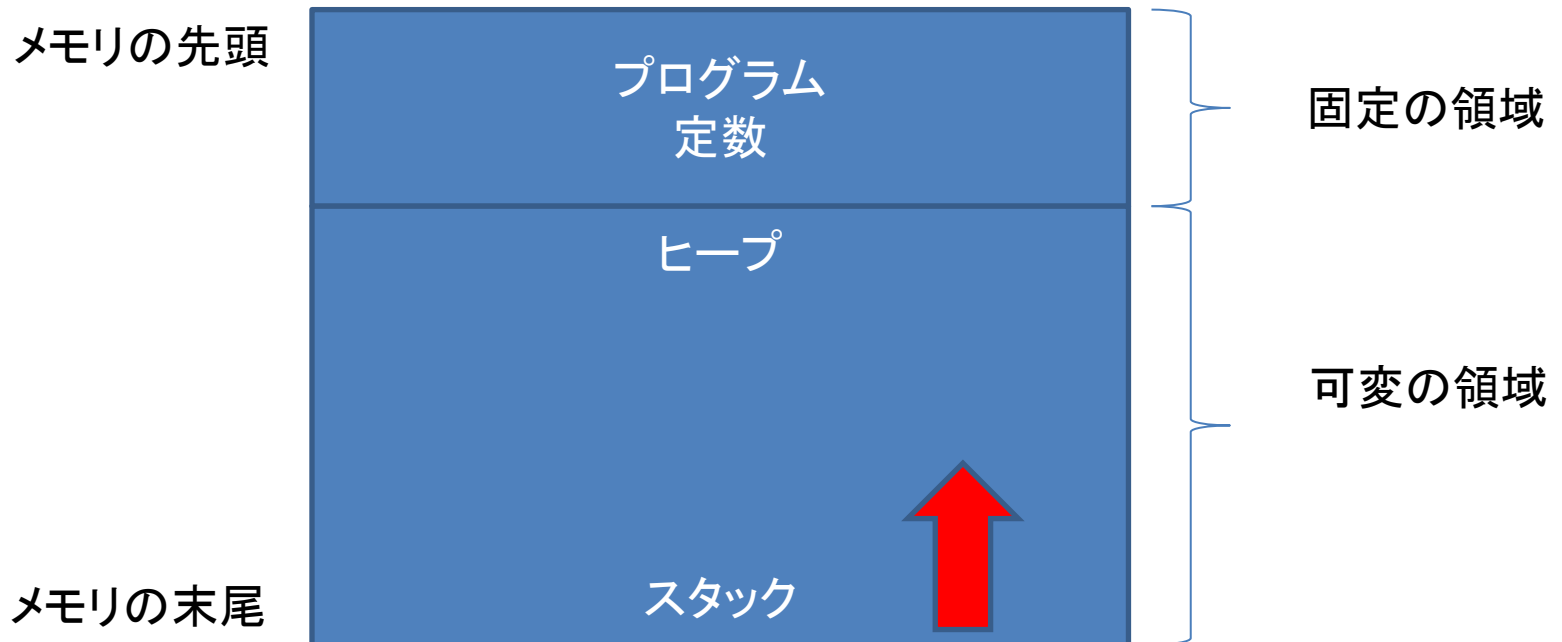 メモリの先頭
プログラム
定数
固定の領域
ヒープ
可変の領域
スタック
メモリの末尾